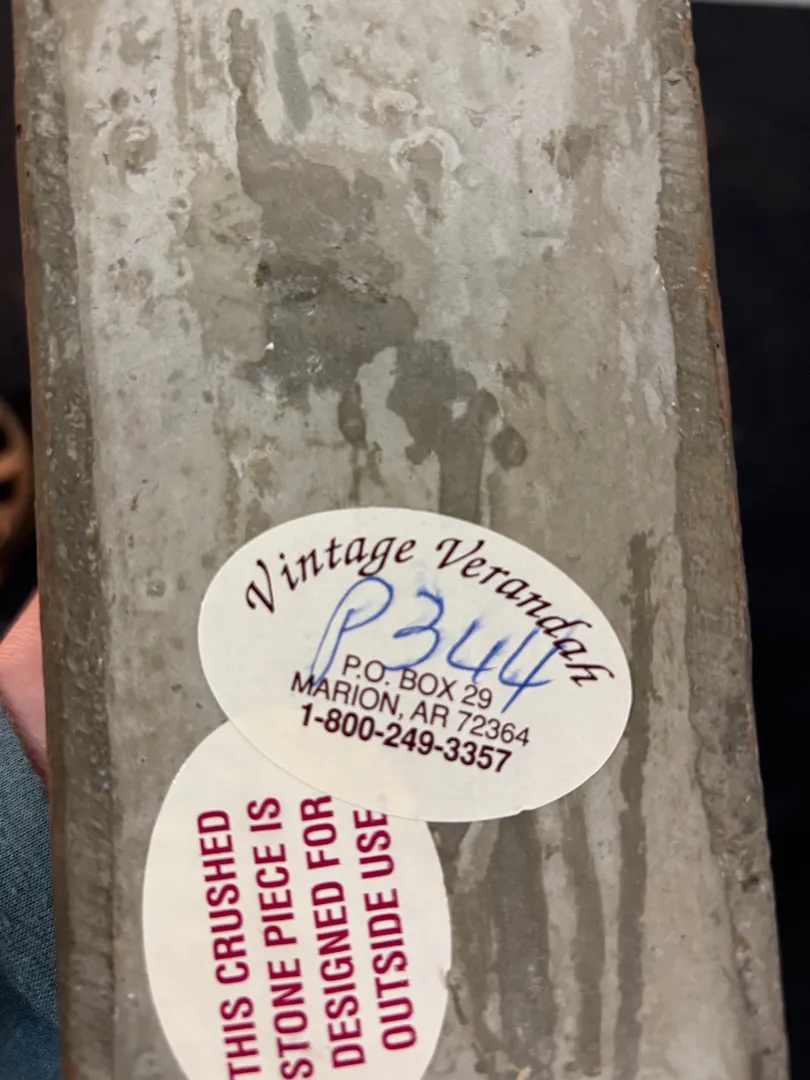 Vintage Verandah
P344
P.O. BOX 29
MARION, AR 72364
1-800-249-3357
THIS CRUSHED
STONE PIECE IS
DESIGNED FOR
OUTSIDE USE